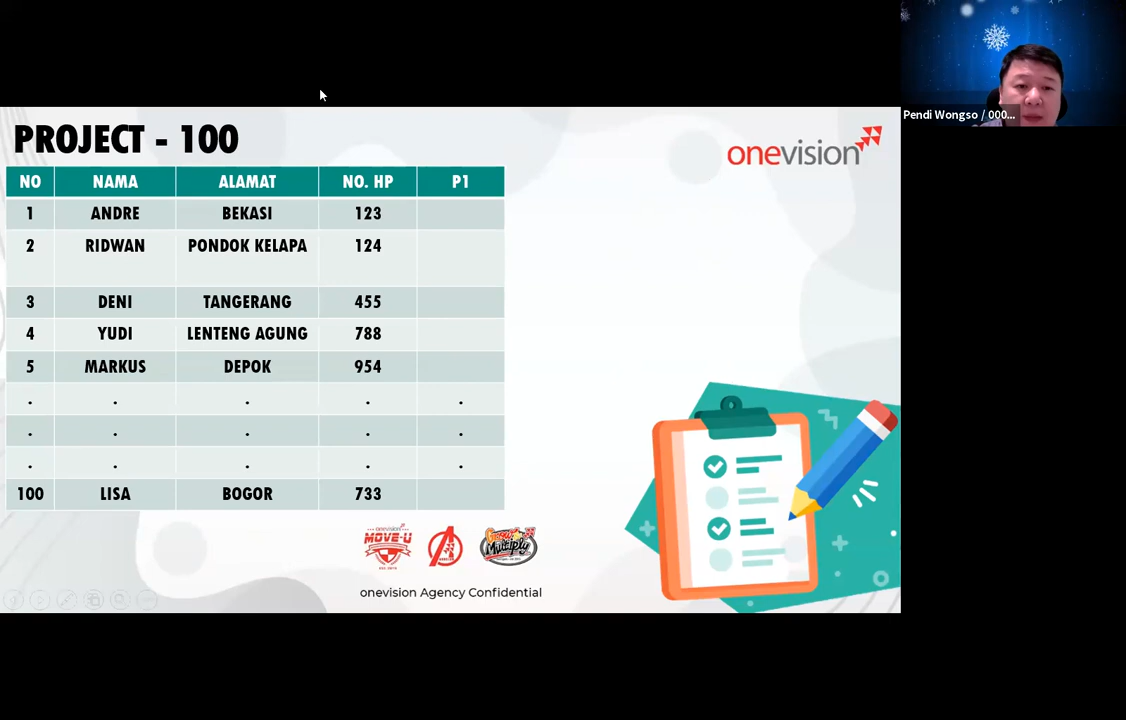 PROJECT - 100
onevision
NO NAMA ALAMAT NO. HP P1
1 ANDRE BEKASI 123
2 RIDWAN PONDOK KELAPA 124
3 DENI TANGERANG 455
4 YUDI LENTENG AGUNG 788
5 MARKUS DEPOK 954
. . . . .
. . . . .
. . . . .
100 LISA BOGOR 733
onevision
MOVE-U
Multiply
onevision Agency Confidential
Pendi Wongso / 000...